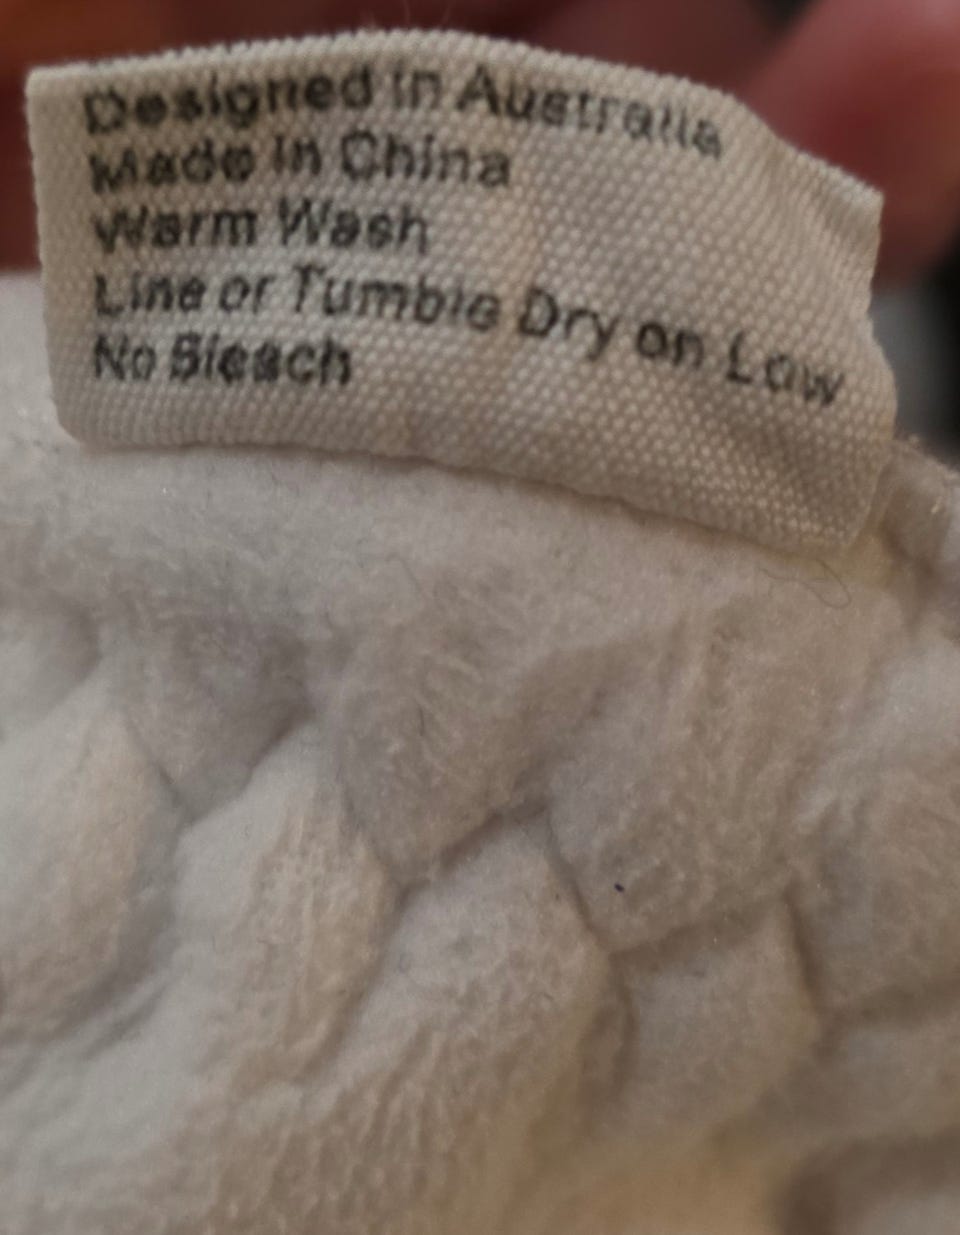 Designed in Australia
Made in China
Warm Wash
Line or Tumble Dry on Low
No Bleach